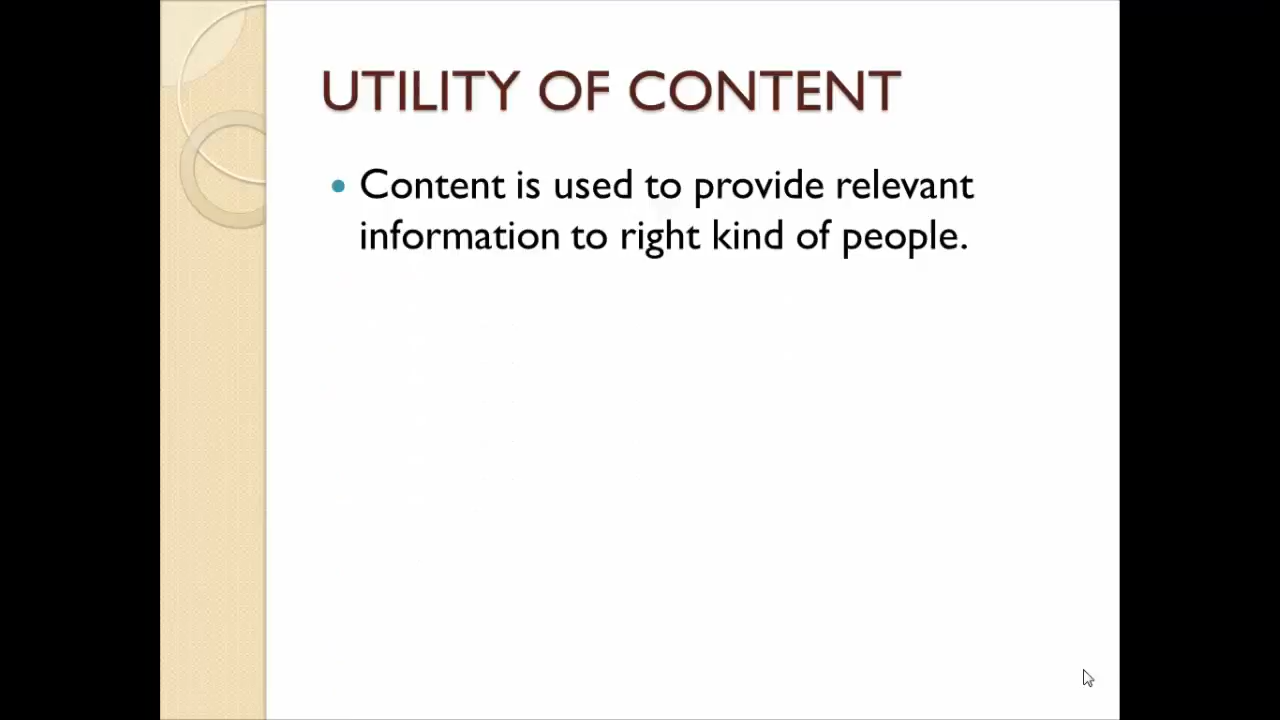 UTILITY OF CONTENT
• Content is used to provide relevant
information to right kind of people.